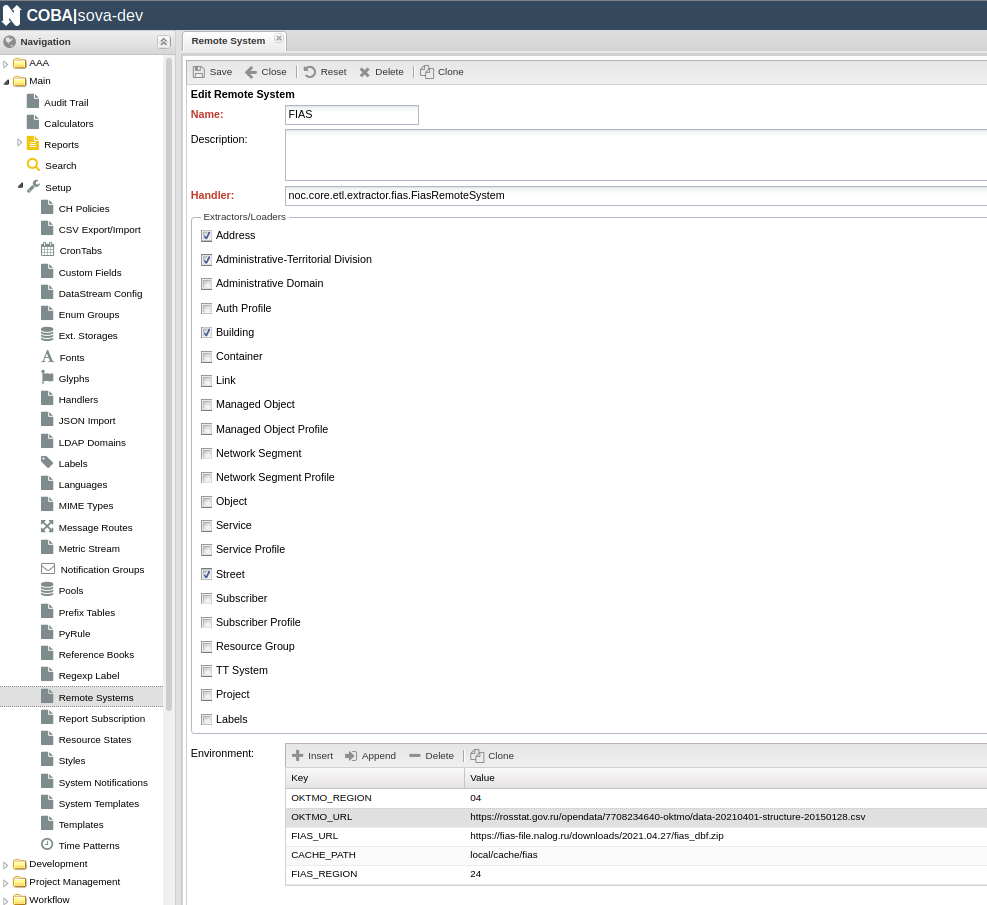 СОВА|sova-dev
Navigation
AAA
Main
Audit Trail
Calculators
Reports
Search
Setup
CH Policies
CSV Export/Import
CronTabs
Custom Fields
DataStream Config
Enum Groups
Ext. Storages
Fonts
Glyphs
Handlers
JSON Import
LDAP Domains
Labels
Languages
MIME Types
Message Routes
Metric Stream
Notification Groups
Pools
Prefix Tables
PyRule
Reference Books
Regexp Label
Remote Systems
Report Subscription
Resource States
Styles
System Notifications
System Templates
Templates
Time Patterns
Development
Project Management
Workflow
Remote System
Save Close Reset Delete Clone
Edit Remote System
Name: FIAS
Description:
Handler: noc.core.etl.extractor.fias.FiasRemoteSystem
Extractors/Loaders
Address
Administrative-Territorial Division
Administrative Domain
Auth Profile
Building
Container
Link
Managed Object
Managed Object Profile
Network Segment
Network Segment Profile
Object
Service
Service Profile
Street
Subscriber
Subscriber Profile
Resource Group
TT System
Project
Labels
Environment: Insert Append Delete Clone
Key Value
OKTMO_REGION 04
OKTMO_URL https://rosstat.gov.ru/opendata/7708234640-oktmo/data-20210401-structure-20150128.csv
FIAS_URL https://fias-file.nalog.ru/downloads/2021.04.27/fias_dbf.zip
CACHE_PATH local/cache/fias
FIAS_REGION 24